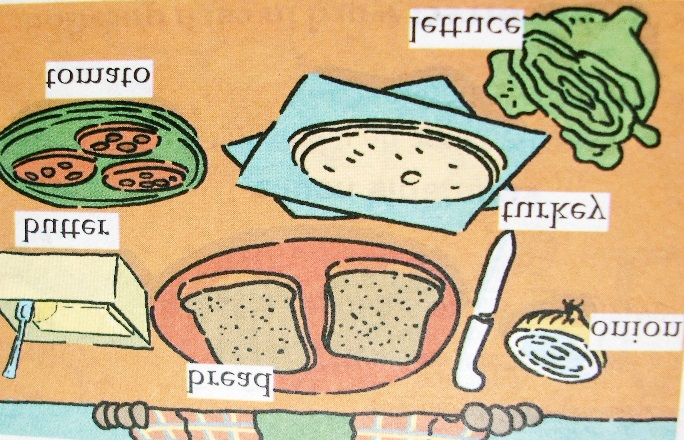 lettuce
tomato
turkey
butter
onion
bread